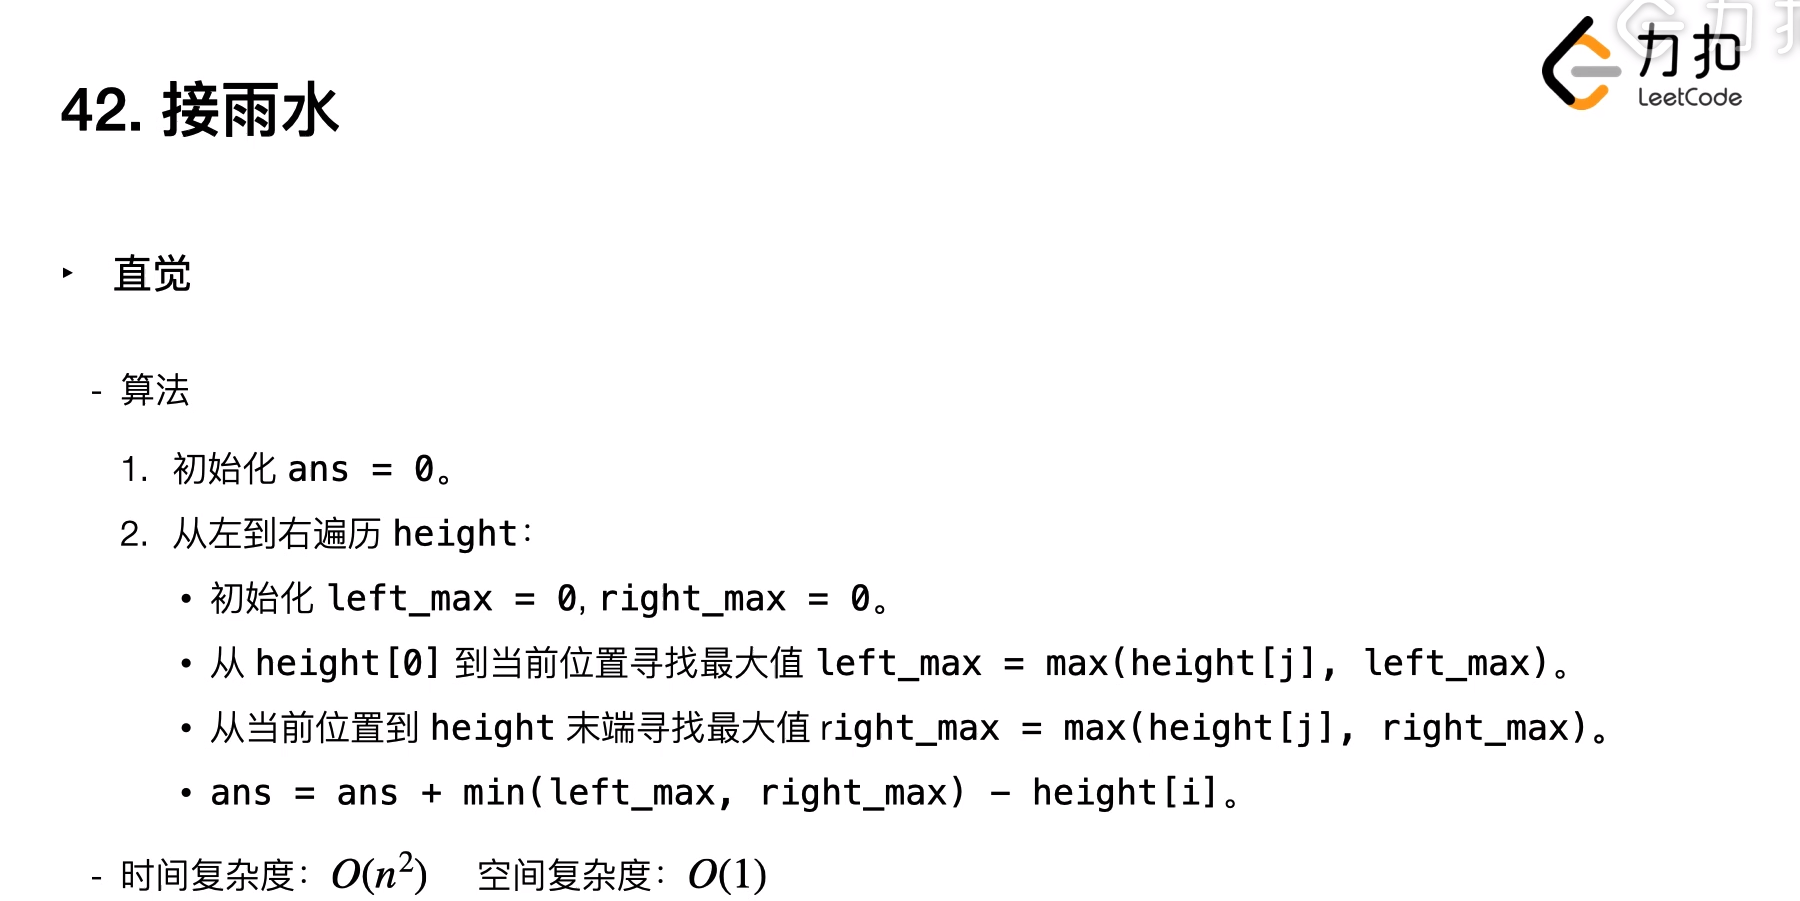 力扣
力扣
LeetCode
42. 接雨水
‣ 直觉
- 算法
1. 初始化 ans = 0。
2. 从左到右遍历 height：
• 初始化 left_max = 0, right_max = 0。
• 从 height[0] 到当前位置寻找最大值 left_max = max(height[j], left_max)。
• 从当前位置到 height 末端寻找最大值 right_max = max(height[j], right_max)。
• ans = ans + min(left_max, right_max) − height[i]。
- 时间复杂度：O(n²) 空间复杂度：O(1)